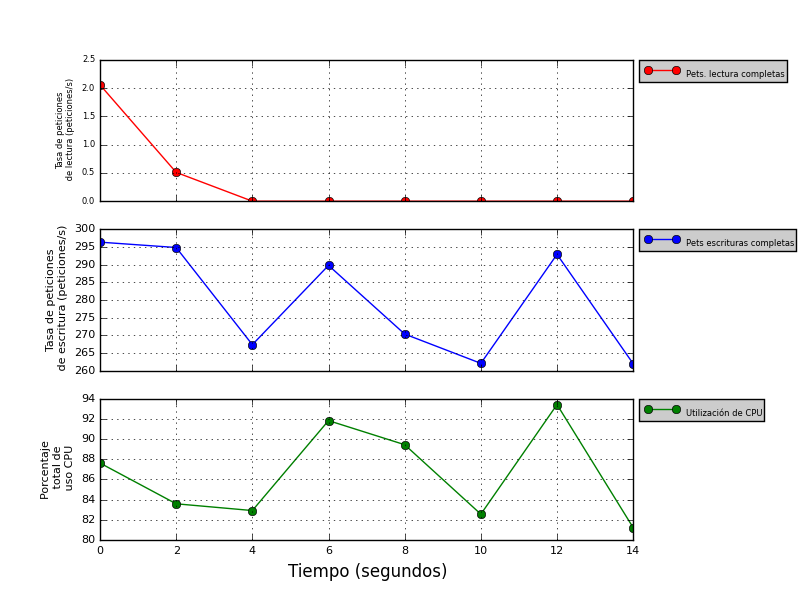 2.5
2.0
1.5
1.0
0.5
0.0
Tasa de peticiones
de lectura (peticiones/s)
Pets. lectura completas
300
295
290
285
280
275
270
265
260
Tasa de peticiones
de escritura (peticiones/s)
Pets escrituras completas
94
92
90
88
86
84
82
80
Porcentaje
total de
uso CPU
Utilización de CPU
0 2 4 6 8 10 12 14
Tiempo (segundos)